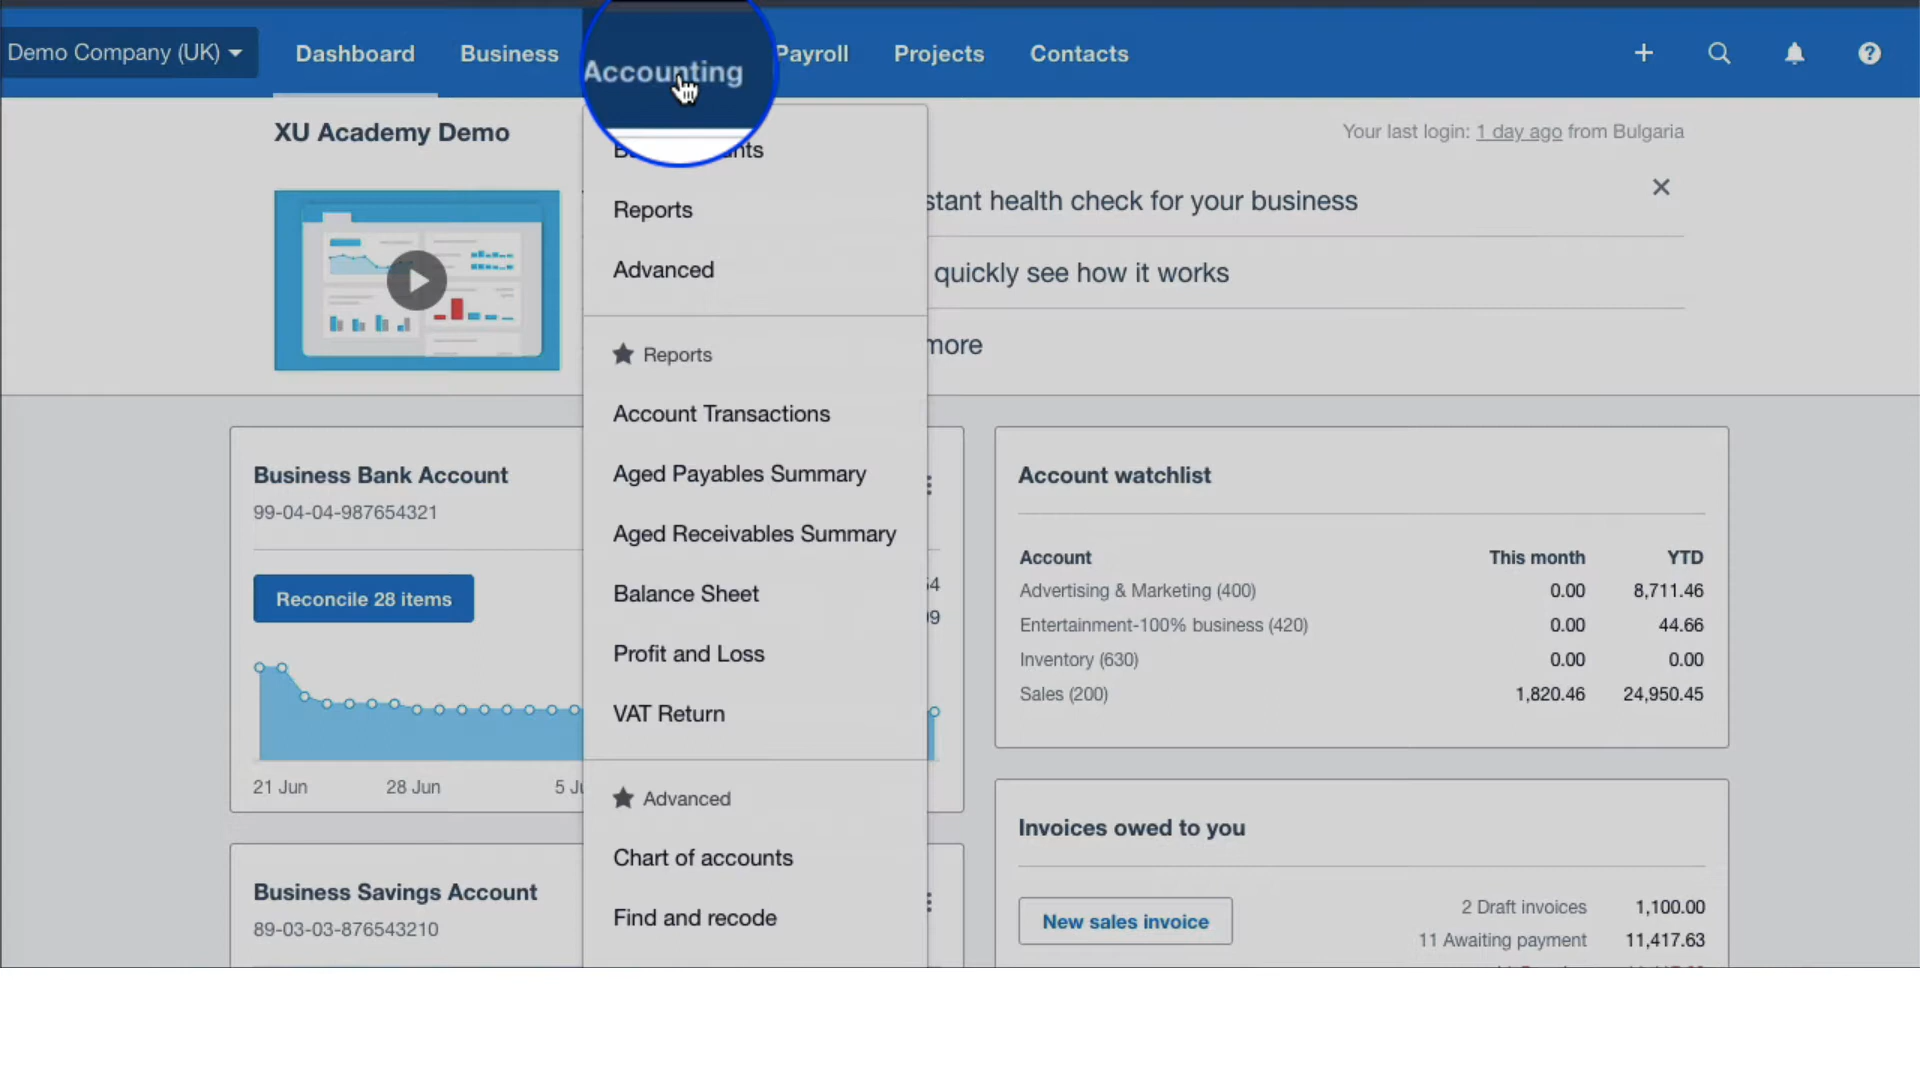 Demo Company (UK)
Dashboard
Business
Accounting
Payroll
Projects
Contacts
XU Academy Demo
Your last login: 1 day ago from Bulgaria
stant health check for your business
quickly see how it works
more
Reports
Advanced
Reports
Account Transactions
Aged Payables Summary
Aged Receivables Summary
Balance Sheet
Profit and Loss
VAT Return
Advanced
Chart of accounts
Find and recode
Business Bank Account
99-04-04-987654321
Reconcile 28 items
21 Jun 28 Jun 5 Ju
Business Savings Account
89-03-03-876543210
Account watchlist
Account This month YTD
Advertising & Marketing (400) 0.00 8,711.46
Entertainment-100% business (420) 0.00 44.66
Inventory (630) 0.00 0.00
Sales (200) 1,820.46 24,950.45
Invoices owed to you
New sales invoice
2 Draft invoices 1,100.00
11 Awaiting payment 11,417.63